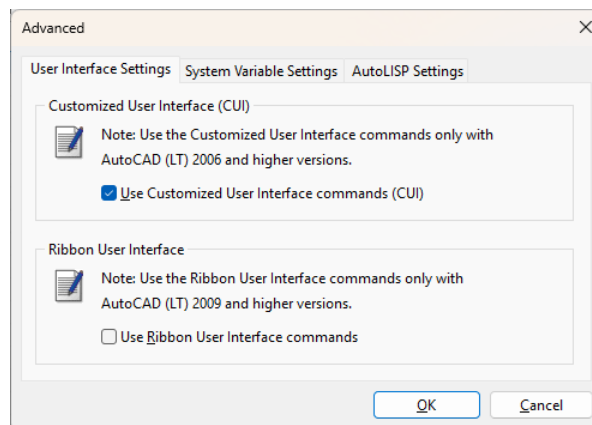 Advanced
User Interface Settings
System Variable Settings
AutoLISP Settings
Customized User Interface (CUI)
Note: Use the Customized User Interface commands only with
AutoCAD (LT) 2006 and higher versions.
Use Customized User Interface commands (CUI)
Ribbon User Interface
Note: Use the Ribbon User Interface commands only with
AutoCAD (LT) 2009 and higher versions.
Use Ribbon User Interface commands
OK
Cancel